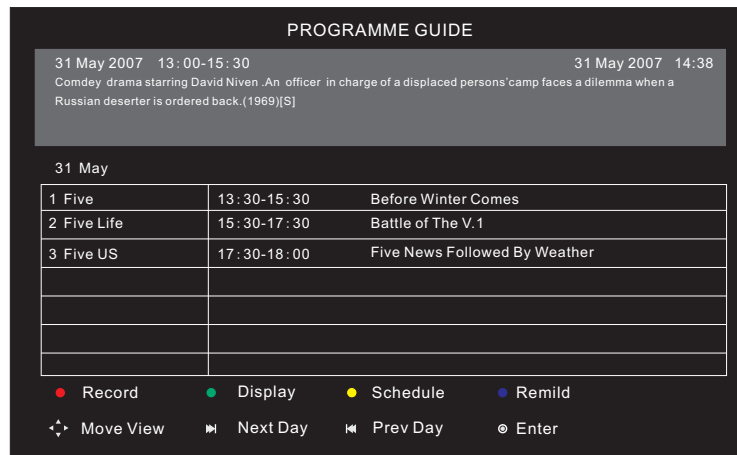 PROGRAMME GUIDE
31 May 2007 13:00-15:30 31 May 2007 14:38
Comdey drama starring David Niven .An officer in charge of a displaced persons'camp faces a dilemma when a
Russian deserter is ordered back.(1969)[S]
31 May
1 Five 13:30-15:30 Before Winter Comes
2 Five Life 15:30-17:30 Battle of The V.1
3 Five US 17:30-18:00 Five News Followed By Weather
Record Display Schedule Remild
Move View Next Day Prev Day Enter